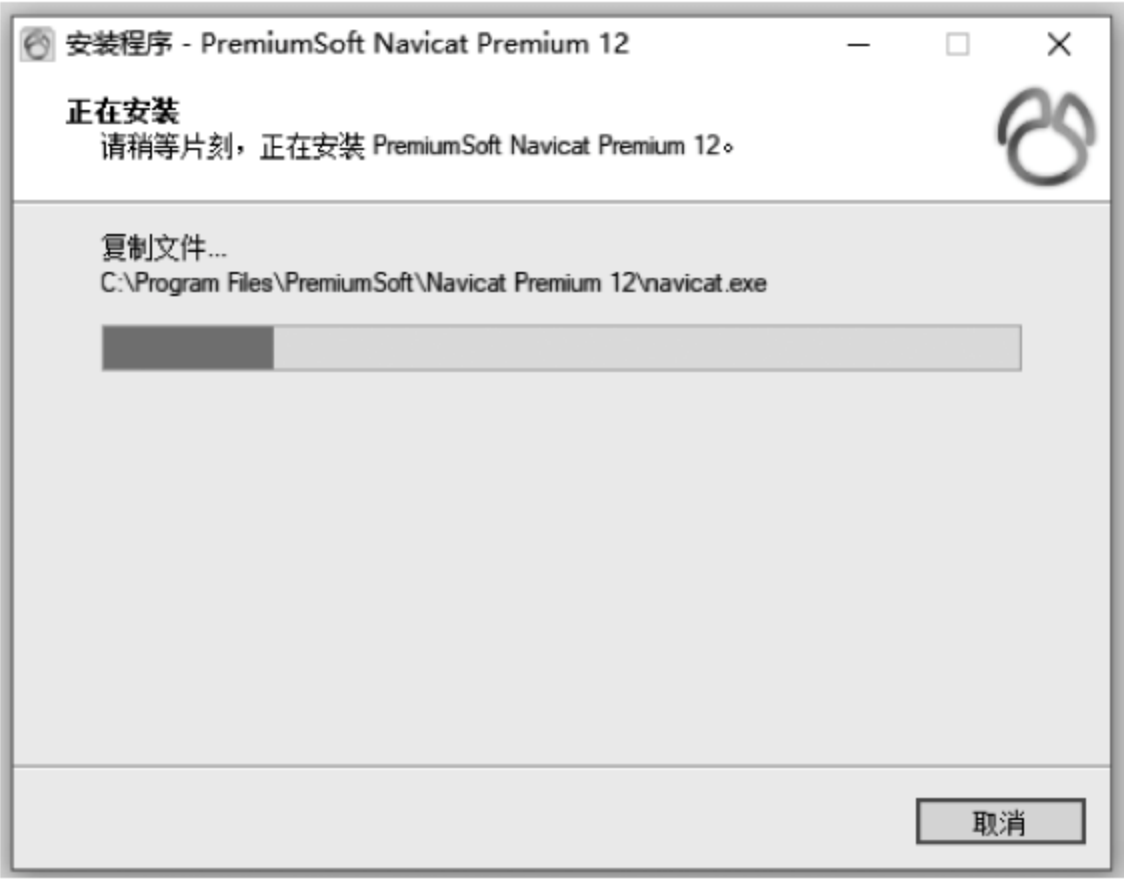 安装程序 - PremiumSoft Navicat Premium 12
正在安装
请稍等片刻，正在安装 PremiumSoft Navicat Premium 12。
复制文件...
C:\Program Files\PremiumSoft\Navicat Premium 12\navicat.exe
取消